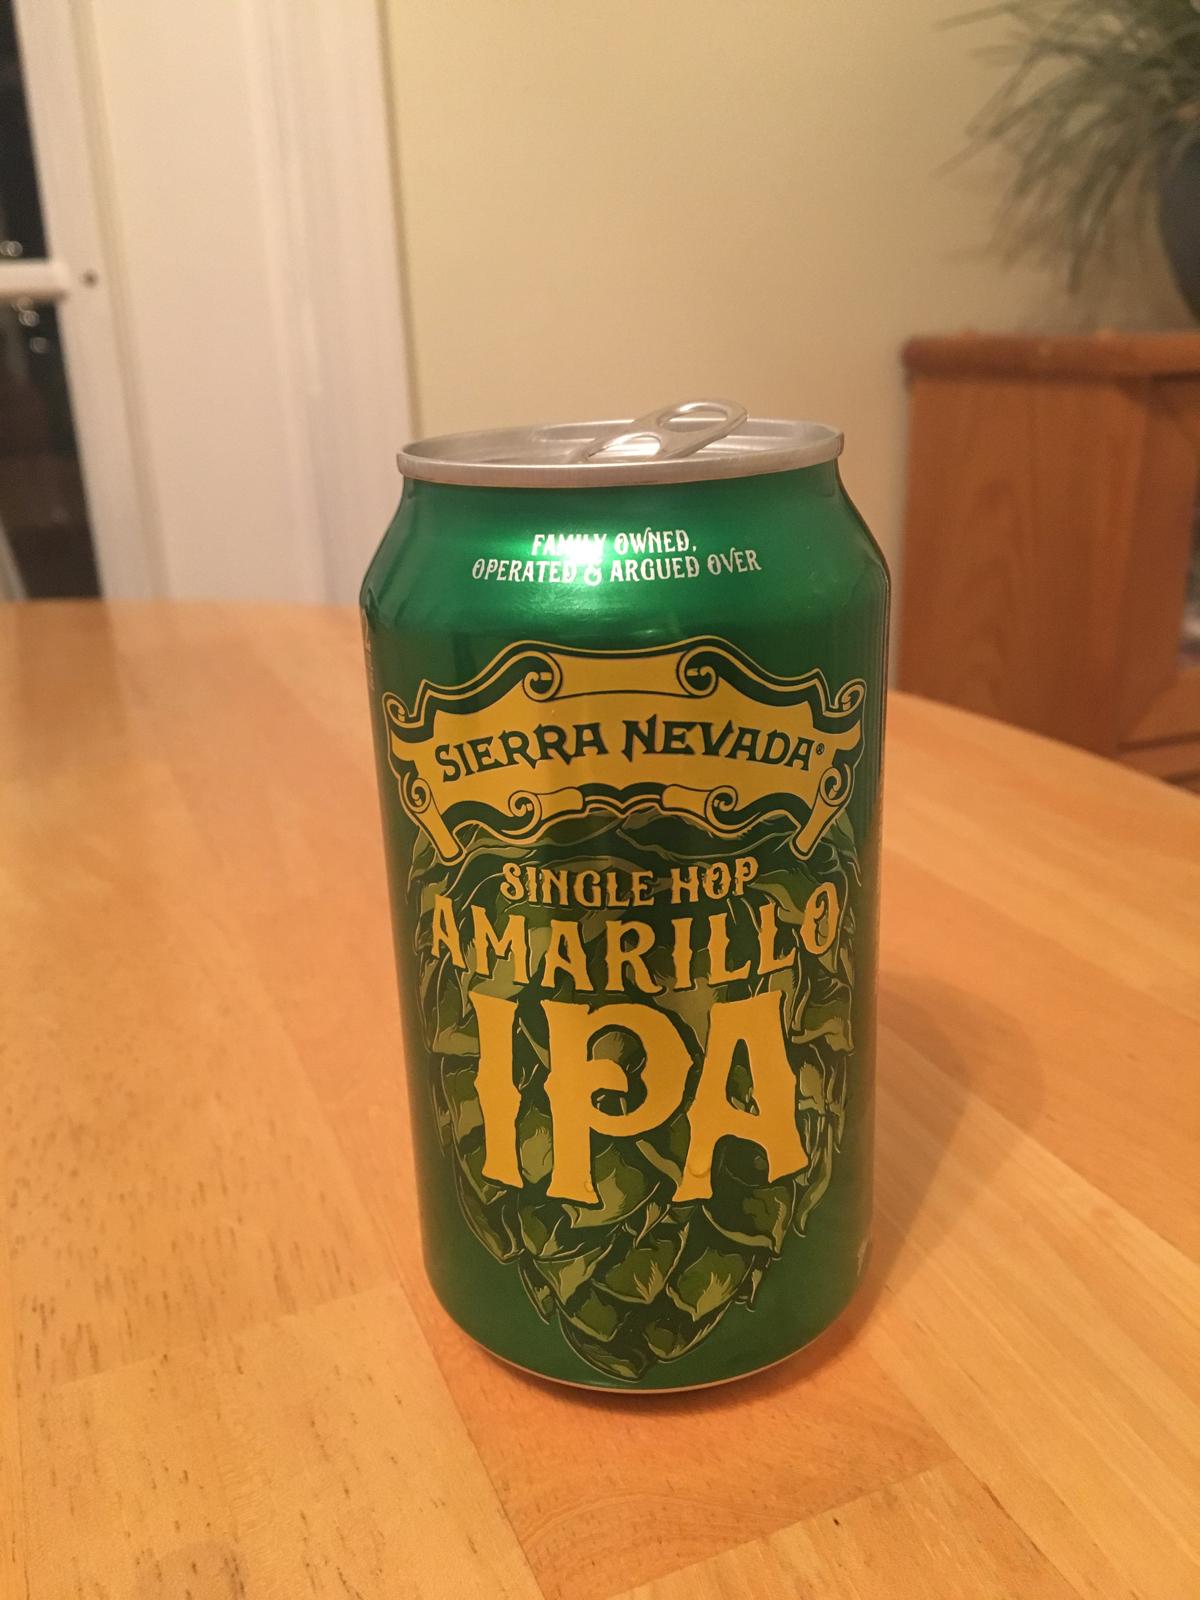 FAMILY OWNED,
OPERATED & ARGUED OVER
SIERRA NEVADA®
SINGLE HOP
AMARILLO
IPA